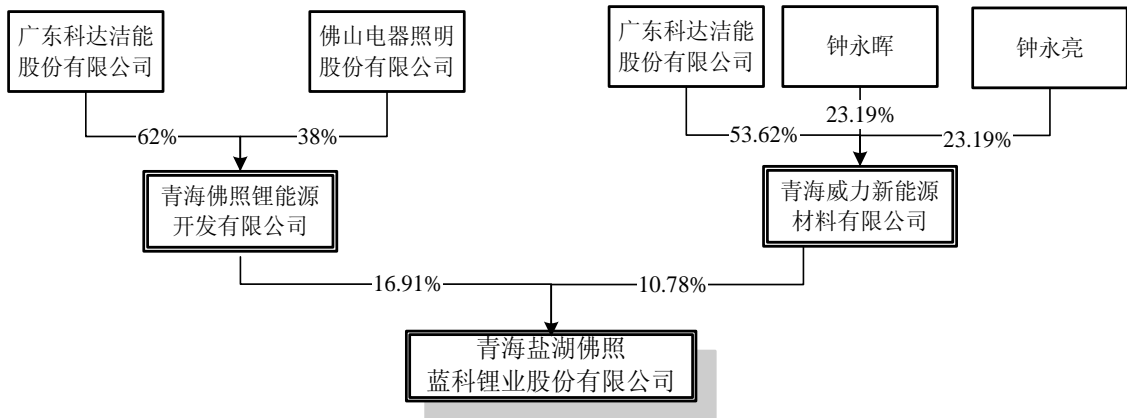 广东科达洁能
股份有限公司
佛山电器照明
股份有限公司
广东科达洁能
股份有限公司
钟永晖
钟永亮
62%
38%
53.62%
23.19%
23.19%
青海佛照锂能源
开发有限公司
青海威力新能源
材料有限公司
16.91%
10.78%
青海盐湖佛照
蓝科锂业股份有限公司